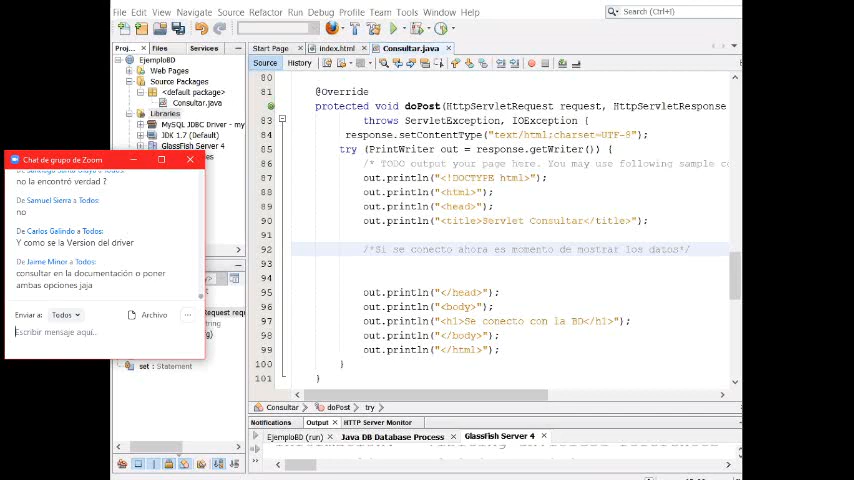 File Edit View Navigate Source Refactor Run Debug Profile Team Tools Window Help
Search (Ctrl+I)
Proj...
Files
Services
EjemploBD
Web Pages
Source Packages
<default package>
Consultar.java
Libraries
MySQL JDBC Driver - my
JDK 1.7 (Default)
GlassFish Server 4
Start Page
index.html
Consultar.java
Source
History
80
81 @Override
protected void doPost(HttpServletRequest request, HttpServletResponse
83 throws ServletException, IOException {
84 response.setContentType("text/html;charset=UTF-8");
85 try (PrintWriter out = response.getWriter()) {
86 /* TODO output your page here. You may use following sample co
87 out.println("<!DOCTYPE html>");
88 out.println("<html>");
89 out.println("<head>");
90 out.println("<title>Servlet Consultar</title>");
91
92 /*Si se conecto ahora es momento de mostrar los datos*/
93
94
95 out.println("</head>");
96 out.println("<body>");
97 out.println("<h1>Se conecto con la BD</h1>");
98 out.println("</body>");
99 out.println("</html>");
100 }
101 }
Chat de grupo de Zoom
no la encontró verdad ?
De Samuel Sierra a Todos:
no
De Carlos Galindo a Todos:
Y como se la Version del driver
De Jaime Minor a Todos:
consultar en la documentación o poner
ambas opciones jaja
Enviar a: Todos
Archivo
Escribir mensaje aquí...
set : Statement
Consultar
doPost
try
Notifications
Output
HTTP Server Monitor
EjemploBD (run)
Java DB Database Process
GlassFish Server 4